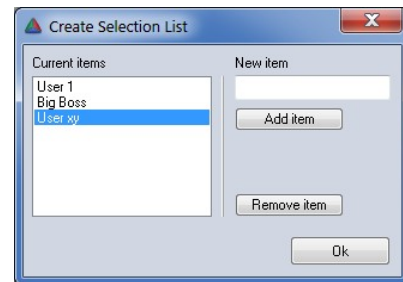 Create Selection List
Current items
New item
User 1
Big Boss
User xy
Add item
Remove item
Ok